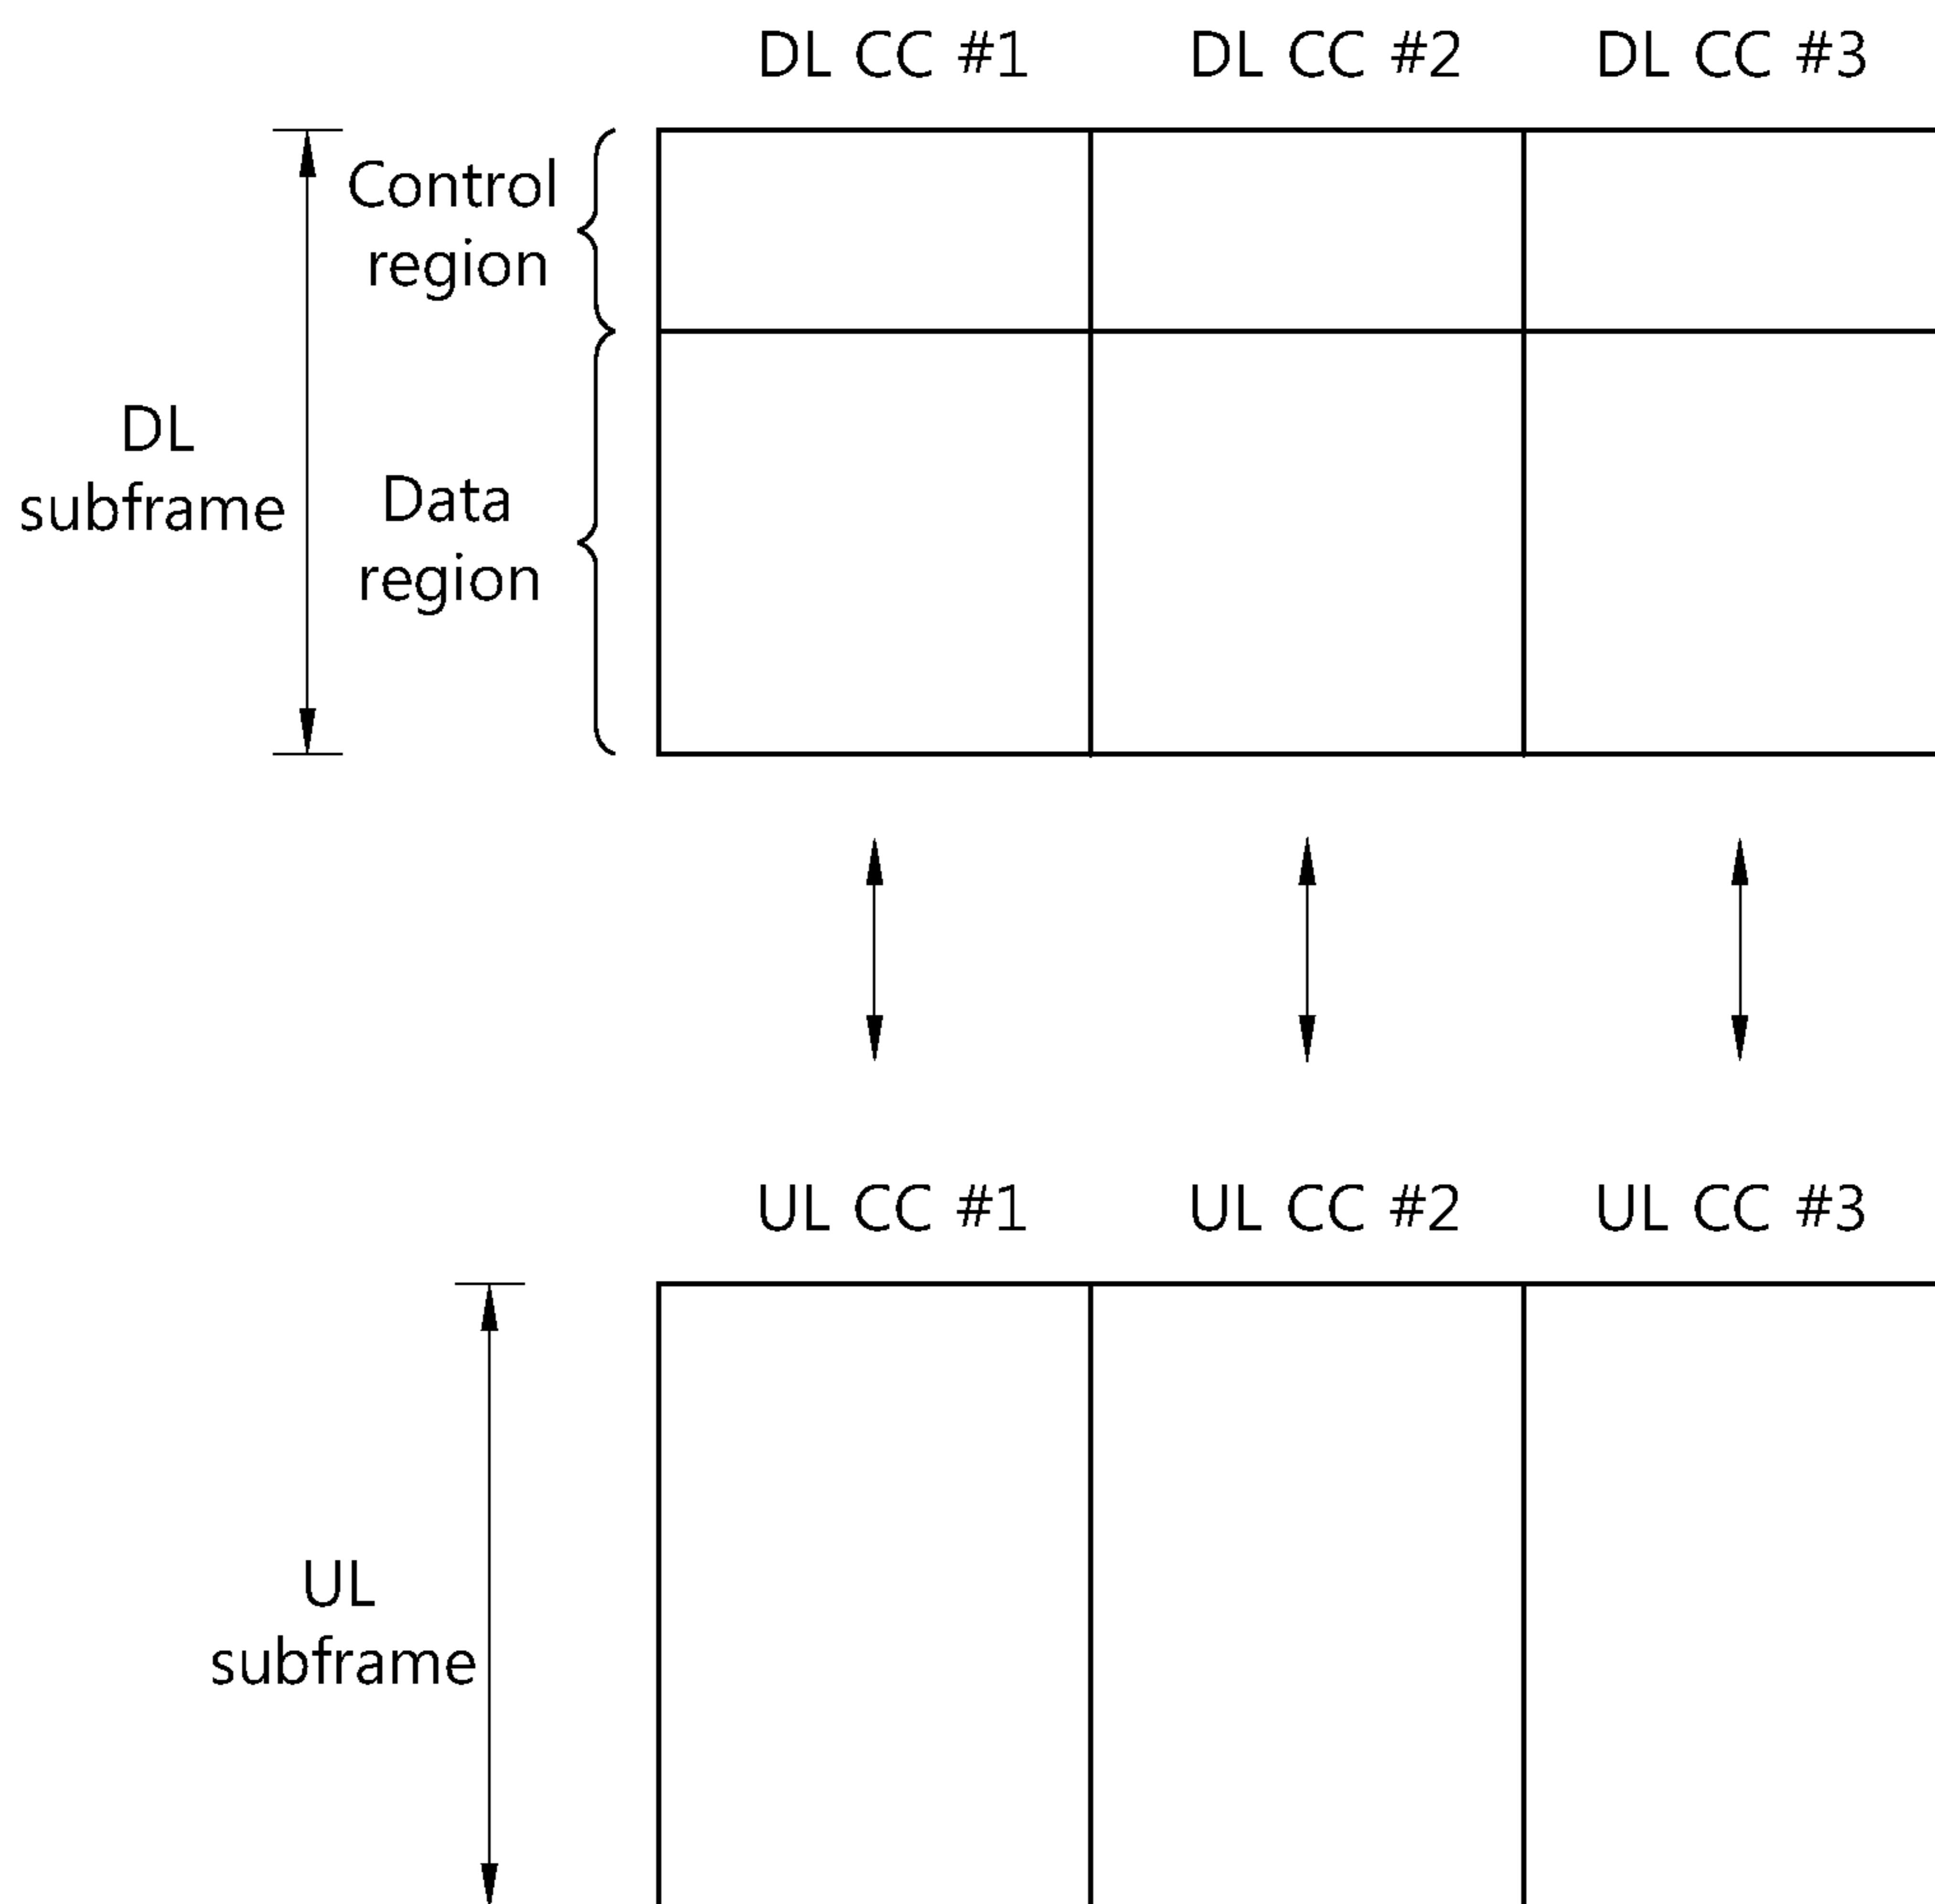 DL CC #1 DL CC #2 DL CC #3
Control
region
DL
subframe
Data
region
UL CC #1 UL CC #2 UL CC #3
UL
subframe